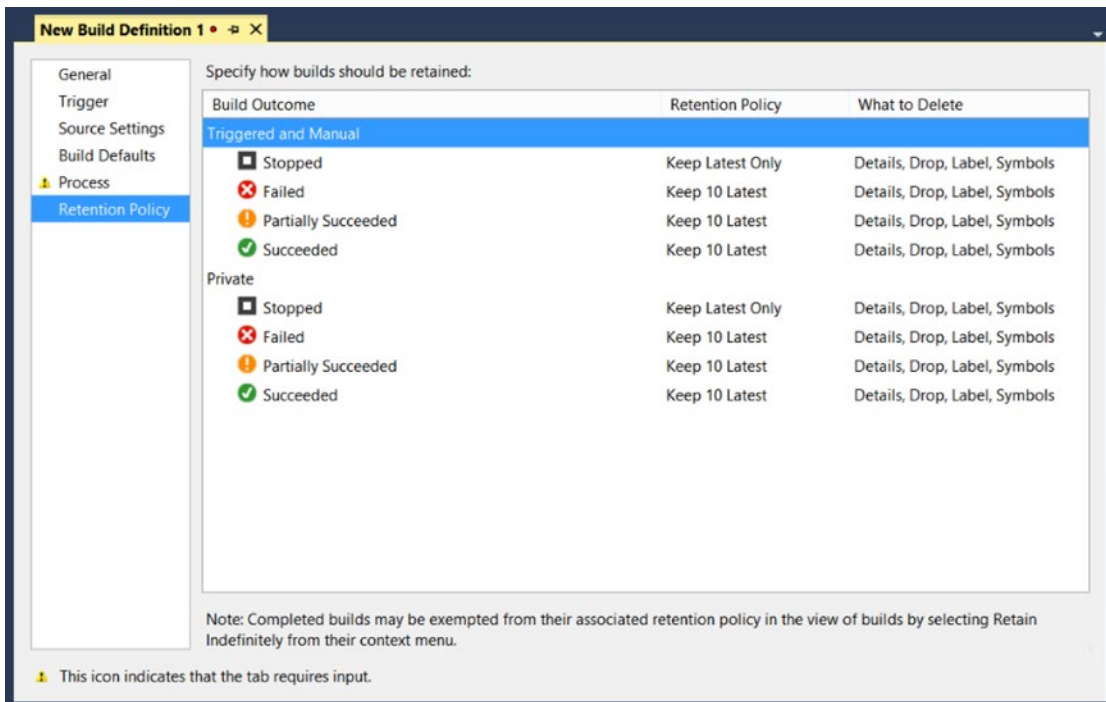 New Build Definition 1
General
Trigger
Source Settings
Build Defaults
Process
Retention Policy
Specify how builds should be retained:
Build Outcome Retention Policy What to Delete
Triggered and Manual
Stopped Keep Latest Only Details, Drop, Label, Symbols
Failed Keep 10 Latest Details, Drop, Label, Symbols
Partially Succeeded Keep 10 Latest Details, Drop, Label, Symbols
Succeeded Keep 10 Latest Details, Drop, Label, Symbols
Private
Stopped Keep Latest Only Details, Drop, Label, Symbols
Failed Keep 10 Latest Details, Drop, Label, Symbols
Partially Succeeded Keep 10 Latest Details, Drop, Label, Symbols
Succeeded Keep 10 Latest Details, Drop, Label, Symbols
Note: Completed builds may be exempted from their associated retention policy in the view of builds by selecting Retain
Indefinitely from their context menu.
This icon indicates that the tab requires input.